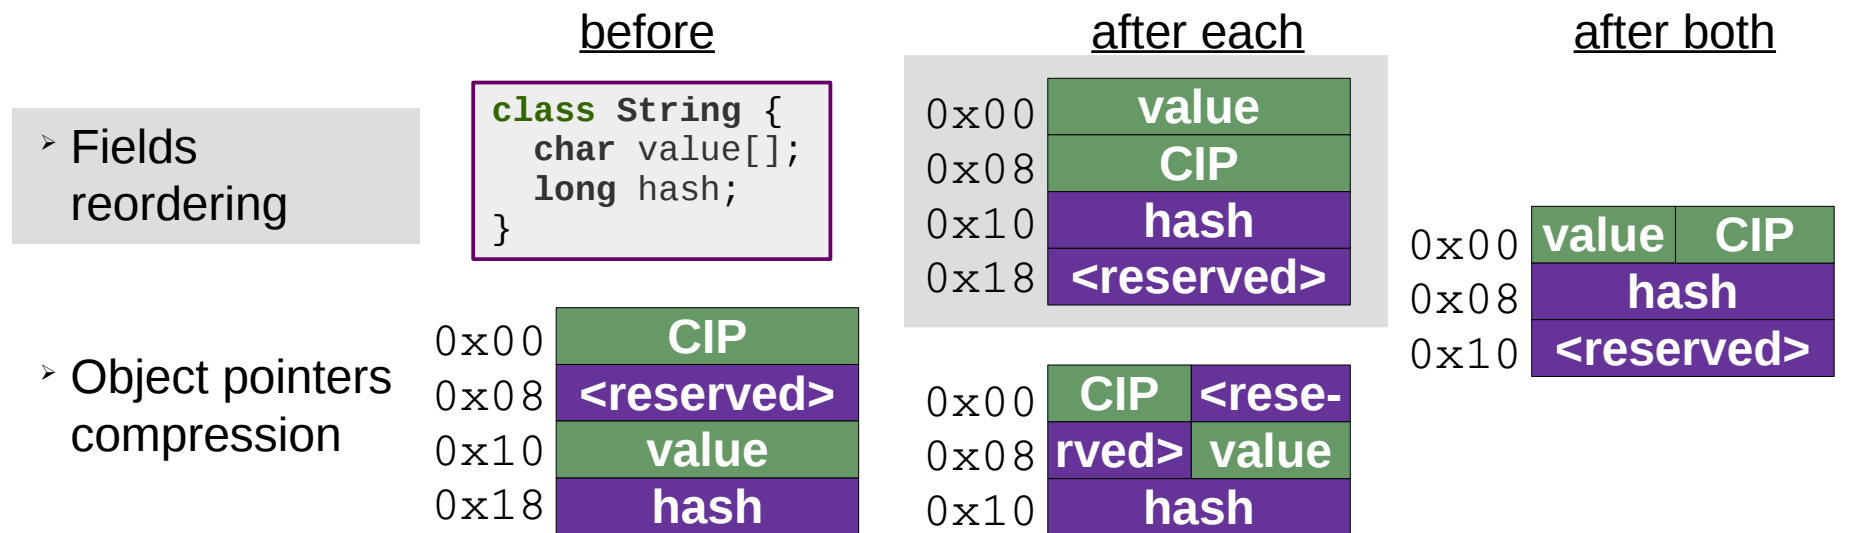 before
after each
after both
➢ Fields
reordering
➢ Object pointers
compression
class String {
char value[];
long hash;
}
0x00 CIP
0x08 <reserved>
0x10 value
0x18 hash
0x00 value
0x08 CIP
0x10 hash
0x18 <reserved>
0x00 CIP <rese-
0x08 rved> value
0x10 hash
0x00 value CIP
0x08 hash
0x10 <reserved>